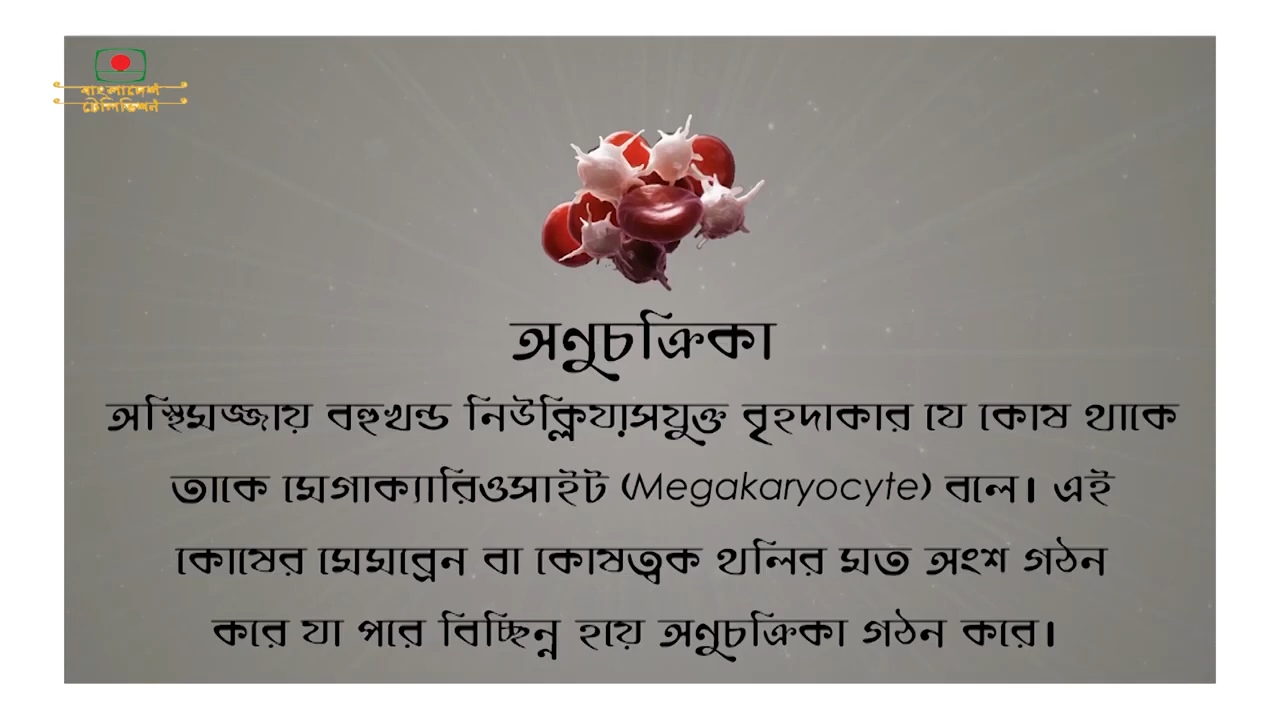 বাংলাদেশ
টেলিভিশন
অণুচক্রিকা
অস্থিমজ্জায় বহুখন্ড নিউক্লিয়াসযুক্ত বৃহদাকার যে কোষ থাকে
তাকে মেগাক্যারিওসাইট (Megakaryocyte) বলে। এই
কোষের মেমব্রেন বা কোষত্বক থলির মত অংশ গঠন
করে যা পরে বিচ্ছিন্ন হয়ে অণুচক্রিকা গঠন করে।